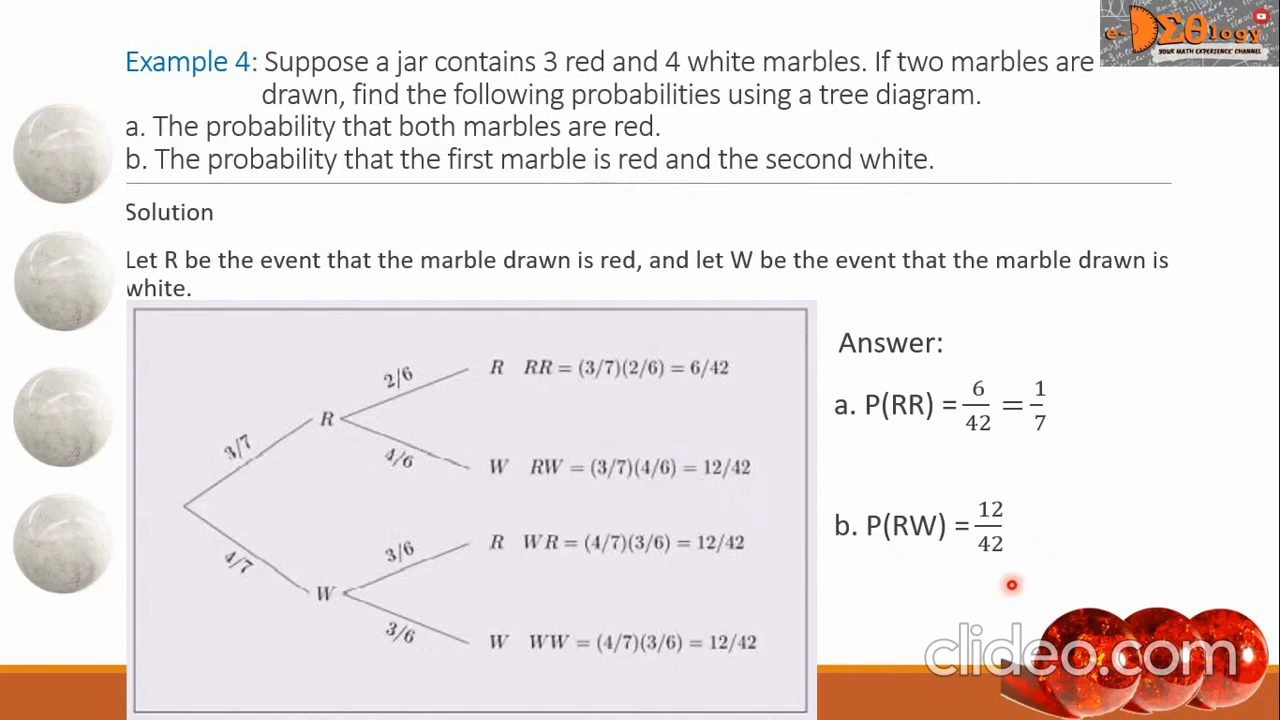 e-DΣθlogy
YOUR MATH EXPERIENCE CHANNEL
Example 4: Suppose a jar contains 3 red and 4 white marbles. If two marbles are
drawn, find the following probabilities using a tree diagram.
a. The probability that both marbles are red.
b. The probability that the first marble is red and the second white.
Solution
Let R be the event that the marble drawn is red, and let W be the event that the marble drawn is
white.
3/7
R
2/6
R RR = (3/7)(2/6) = 6/42
4/6
W RW = (3/7)(4/6) = 12/42
4/7
W
3/6
R WR = (4/7)(3/6) = 12/42
3/6
W WW = (4/7)(3/6) = 12/42
Answer:
a. P(RR) = 6/42 = 1/7
b. P(RW) = 12/42
clideo.com